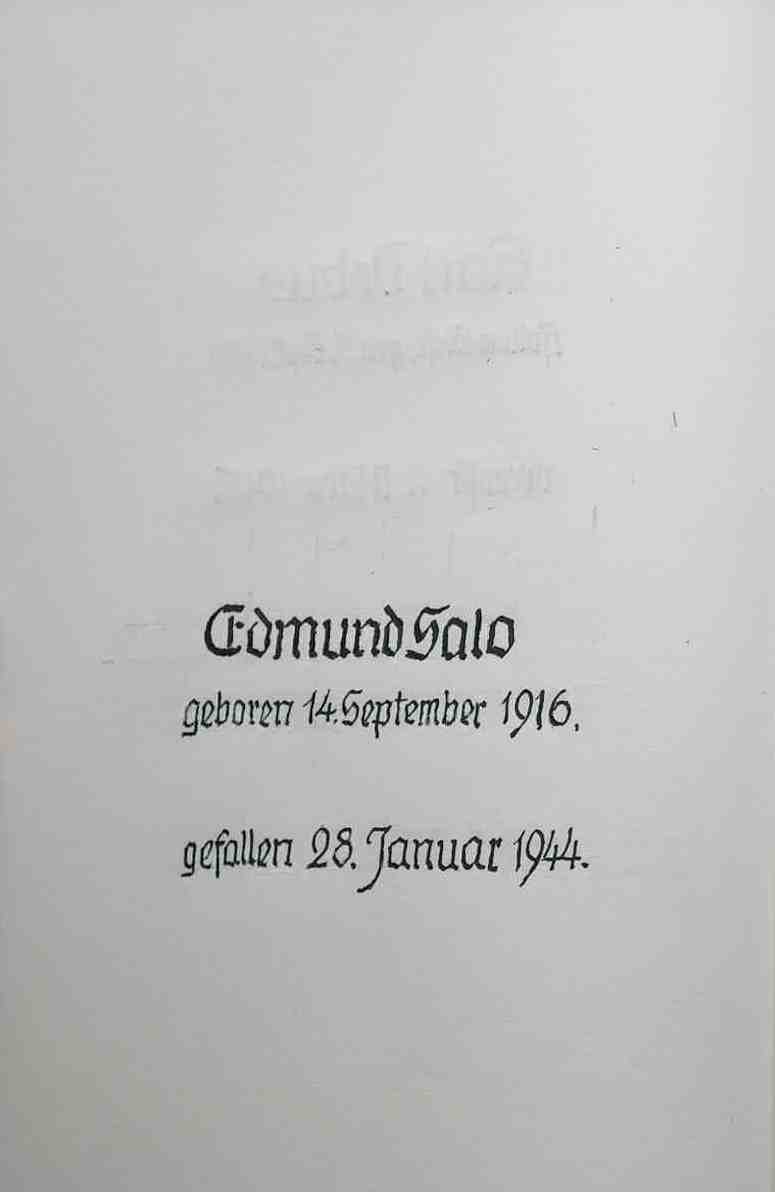 Edmund Salo
geboren 14. September 1916,
gefallen 28. Januar 1944.